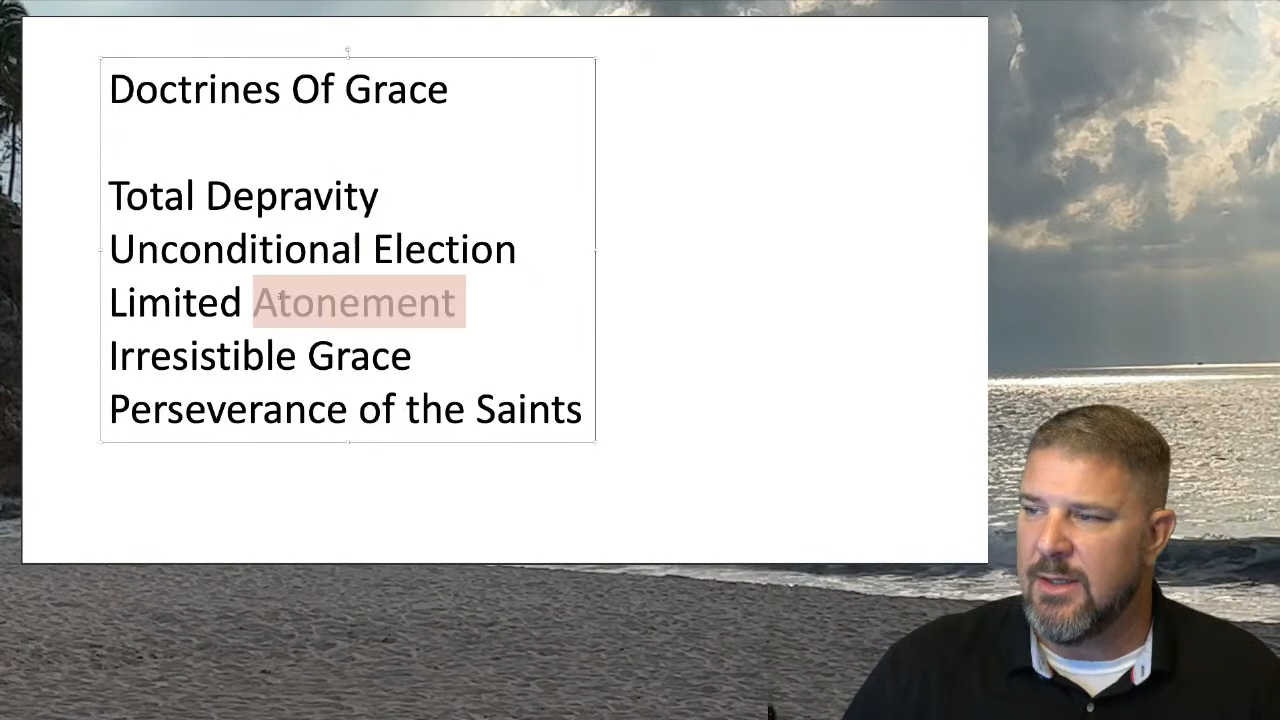 Doctrines Of Grace
Total Depravity
Unconditional Election
Limited Atonement
Irresistible Grace
Perseverance of the Saints